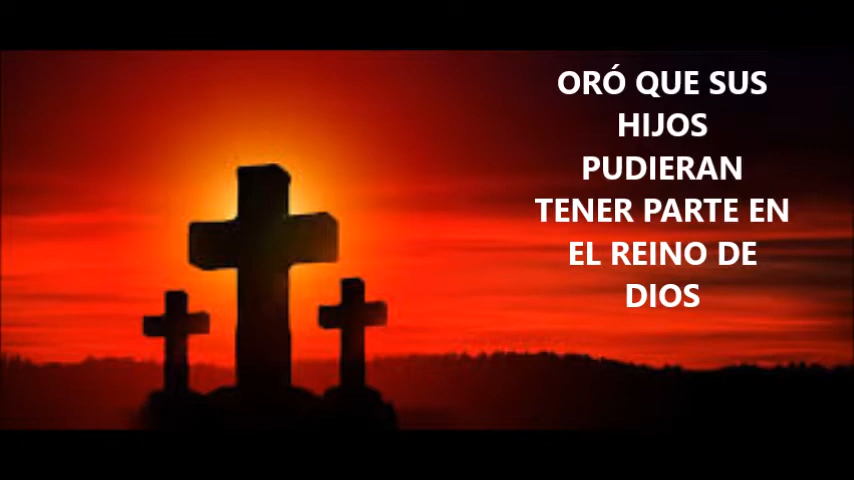 ORÓ QUE SUS
HIJOS
PUDIERAN
TENER PARTE EN
EL REINO DE
DIOS